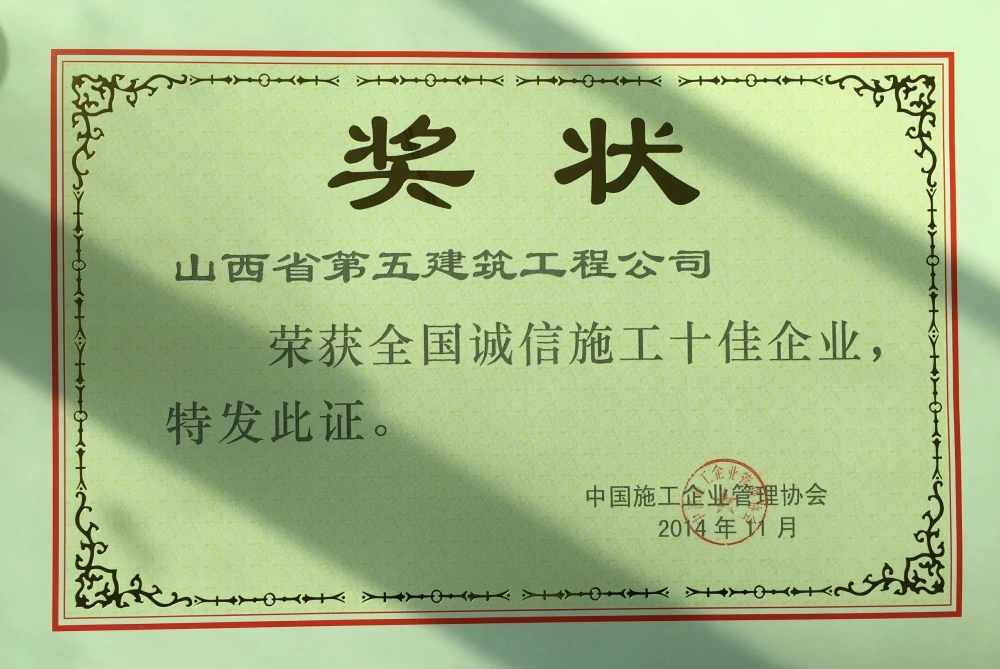 奖状
山西省第五建筑工程公司
荣获全国诚信施工十佳企业，
特发此证。
中国施工企业管理协会
2014年11月